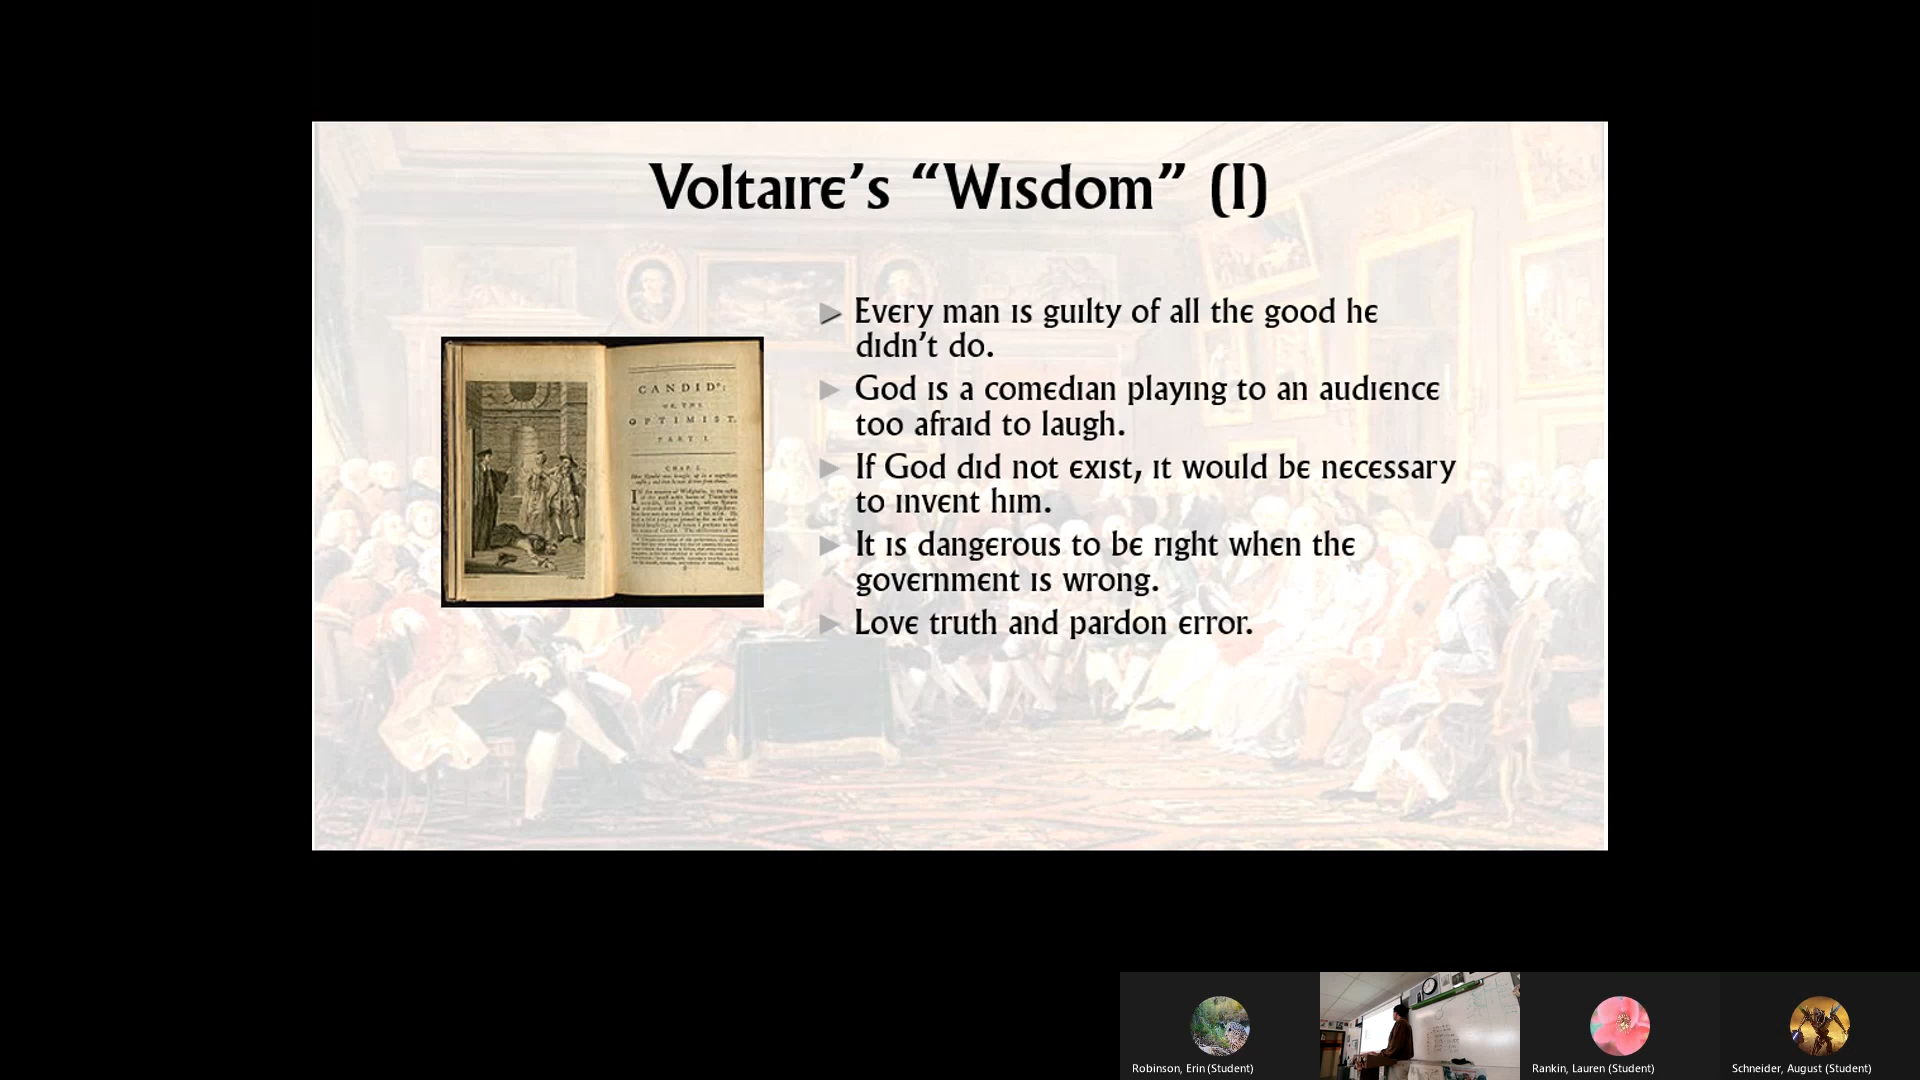 Voltaire's “Wisdom” (I)
Every man is guilty of all the good he
didn't do.
God is a comedian playing to an audience
too afraid to laugh.
If God did not exist, it would be necessary
to invent him.
It is dangerous to be right when the
government is wrong.
Love truth and pardon error.
CANDID
OPTIMIST,
PART I.
CHAP. I.
Robinson, Erin (Student)
Rankin, Lauren (Student)
Schneider, August (Student)